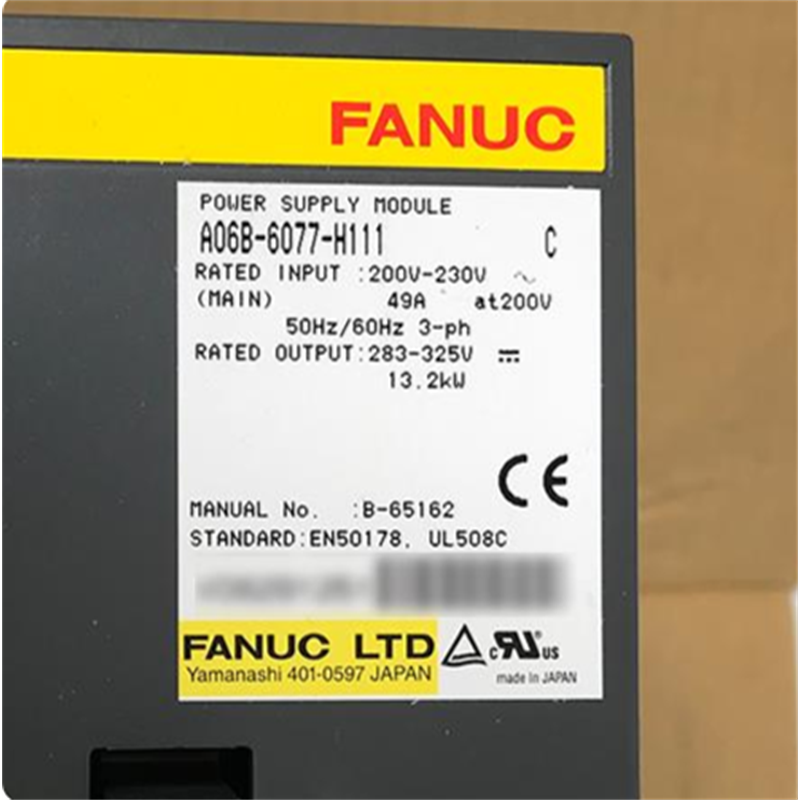 FANUC
POWER SUPPLY MODULE
A06B-6077-H111 C
RATED INPUT :200V-230V ~
(MAIN) 49A at200V
50Hz/60Hz 3-ph
RATED OUTPUT:283-325V ⎓
13.2kW
CE
MANUAL No. :B-65162
STANDARD:EN50178, UL508C
FANUC LTD
Yamanashi 401-0597 JAPAN
c RU® US
made in JAPAN